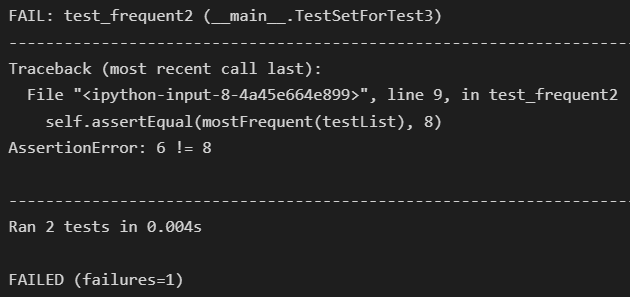 FAIL: test_frequent2 (__main__.TestSetForTest3)
----------------------------------------------------------------------
Traceback (most recent call last):
  File "<ipython-input-8-4a45e664e899>", line 9, in test_frequent2
    self.assertEqual(mostFrequent(testList), 8)
AssertionError: 6 != 8

----------------------------------------------------------------------
Ran 2 tests in 0.004s

FAILED (failures=1)